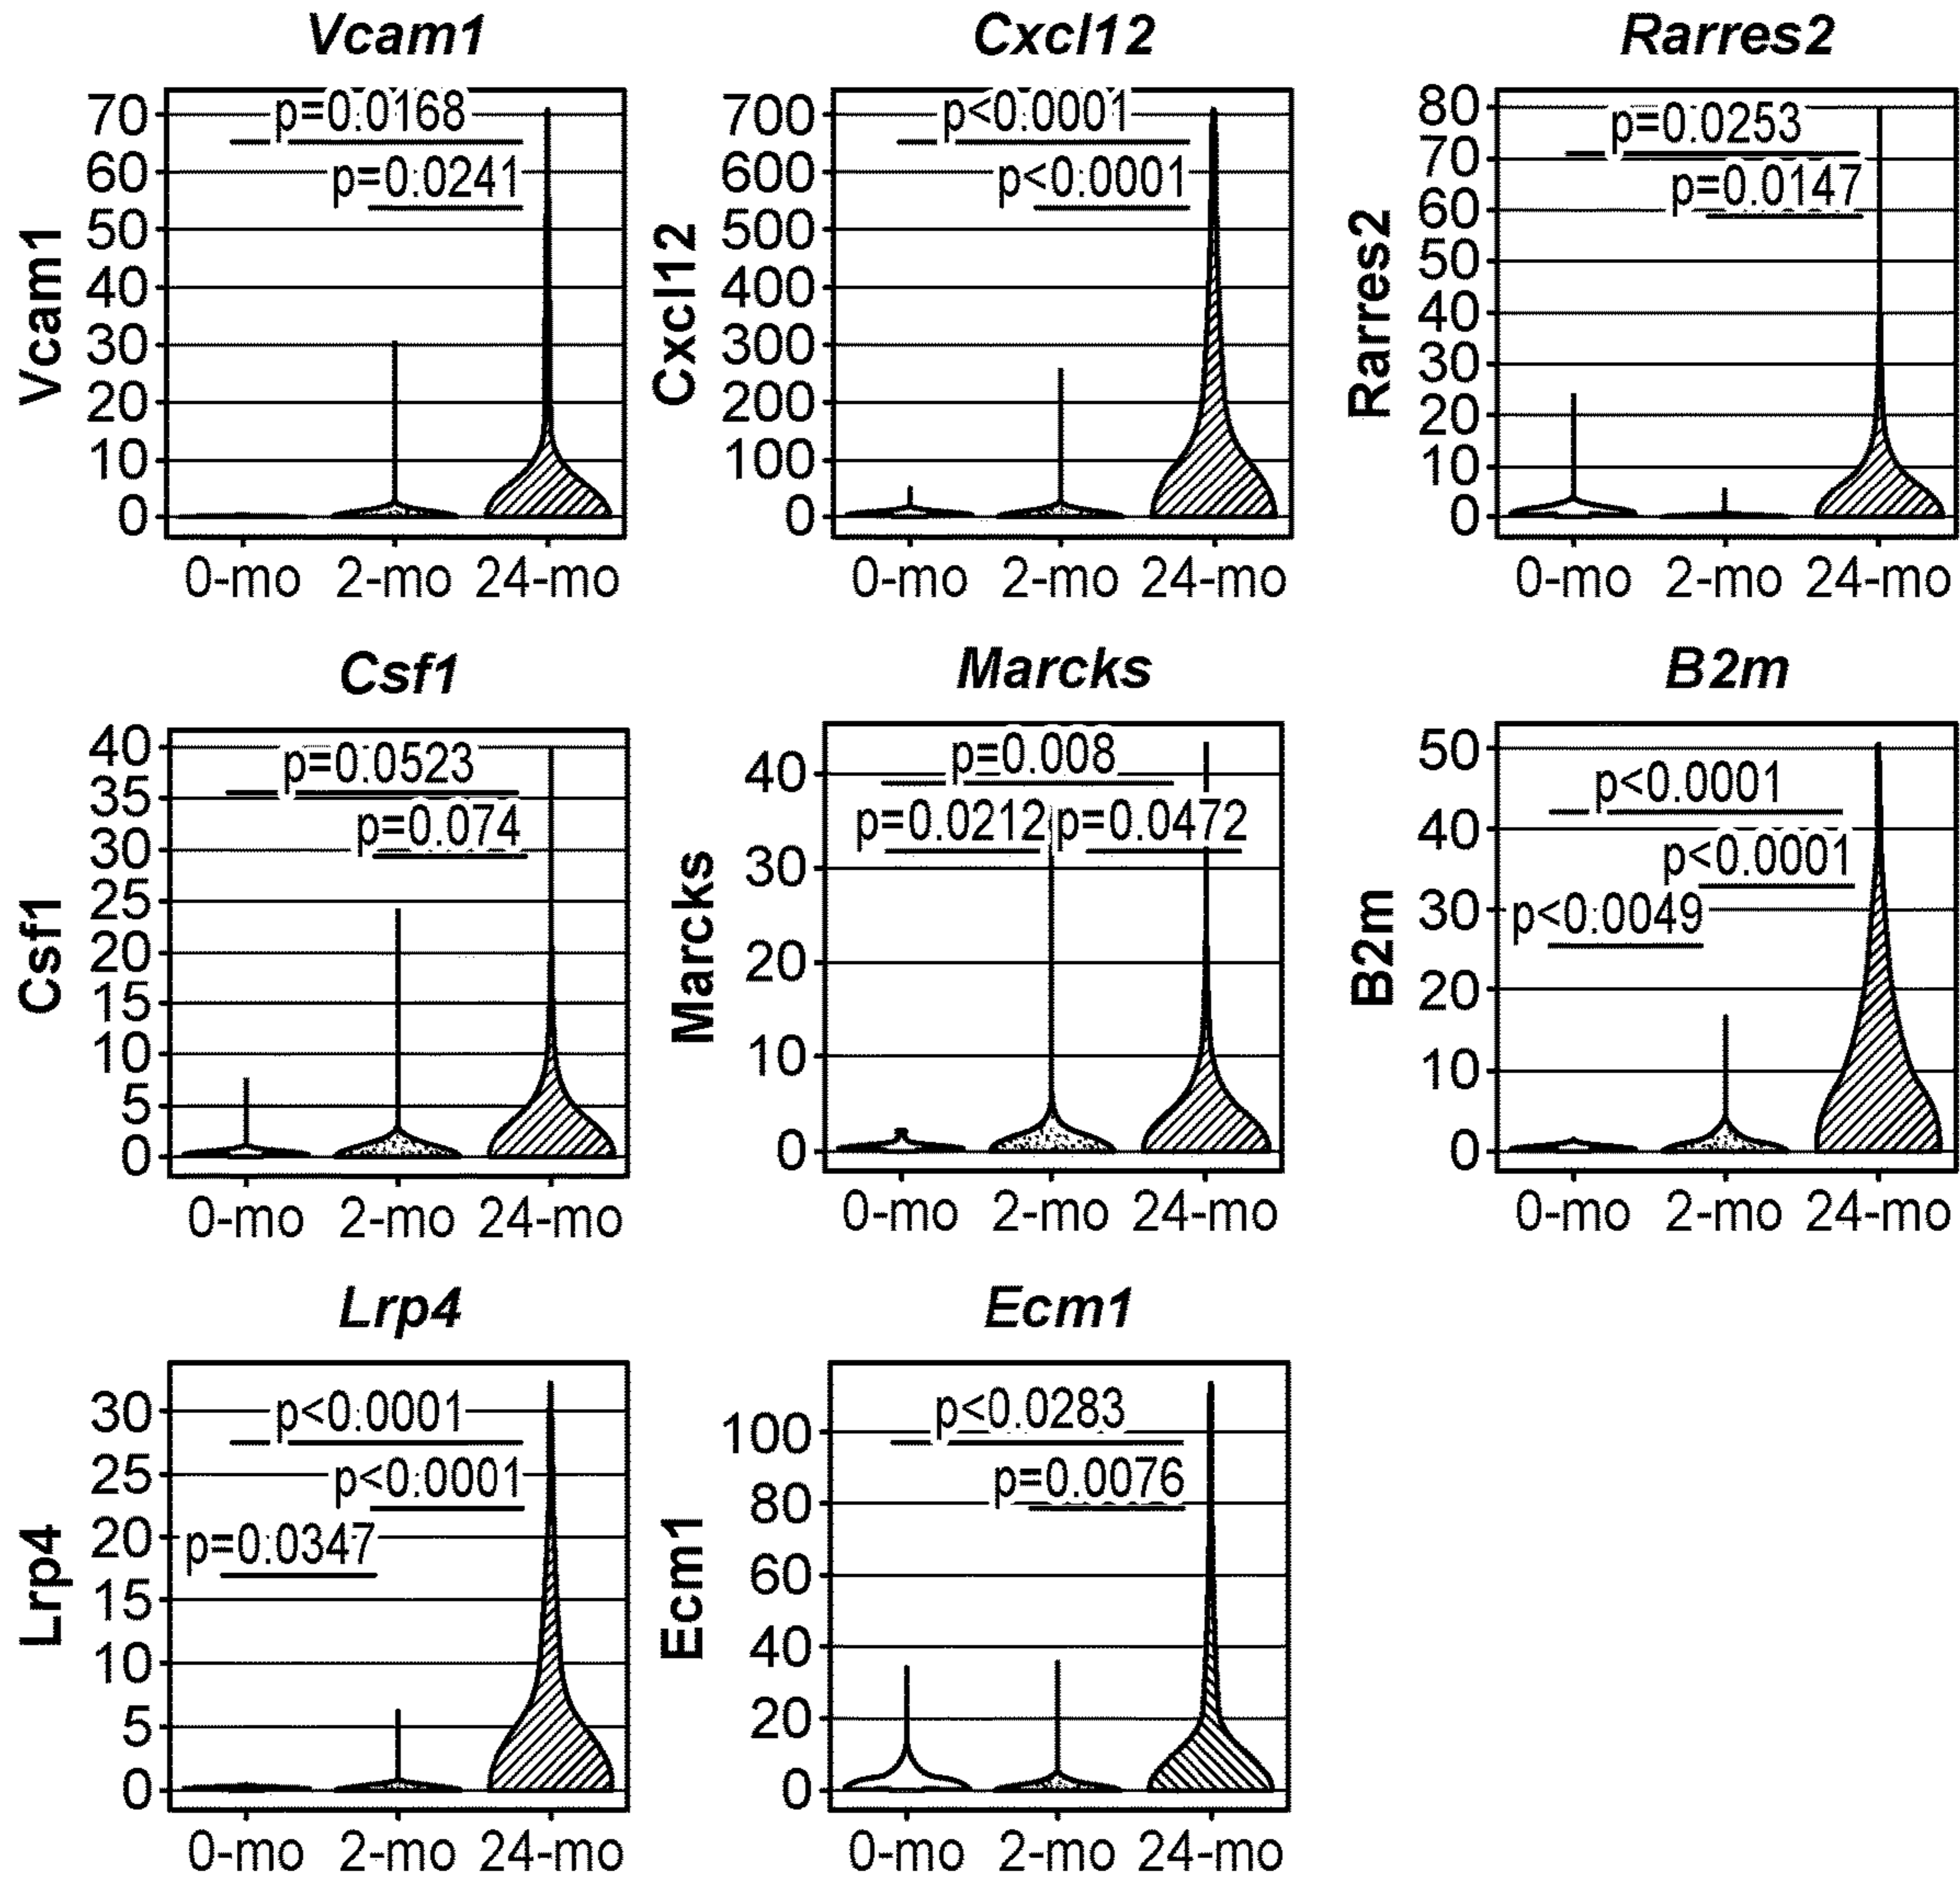 Vcam1
Vcam1
70
60
50
40
30
20
10
0
p=0.0168
p=0.0241
0-mo 2-mo 24-mo
Cxcl12
Cxcl12
700
600
500
400
300
200
100
0
p<0.0001
p<0.0001
0-mo 2-mo 24-mo
Rarres2
Rarres2
80
70
60
50
40
30
20
10
0
p=0.0253
p=0.0147
0-mo 2-mo 24-mo
Csf1
Csf1
40
35
30
25
20
15
10
5
0
p=0.0523
p=0.074
0-mo 2-mo 24-mo
Marcks
Marcks
40
30
20
10
0
p=0.008
p=0.0212 p=0.0472
0-mo 2-mo 24-mo
B2m
B2m
50
40
30
20
10
0
p<0.0001
p<0.0001
p<0.0049
0-mo 2-mo 24-mo
Lrp4
Lrp4
30
25
20
15
10
5
0
p<0.0001
p<0.0001
p=0.0347
0-mo 2-mo 24-mo
Ecm1
Ecm1
100
80
60
40
20
0
p<0.0283
p=0.0076
0-mo 2-mo 24-mo